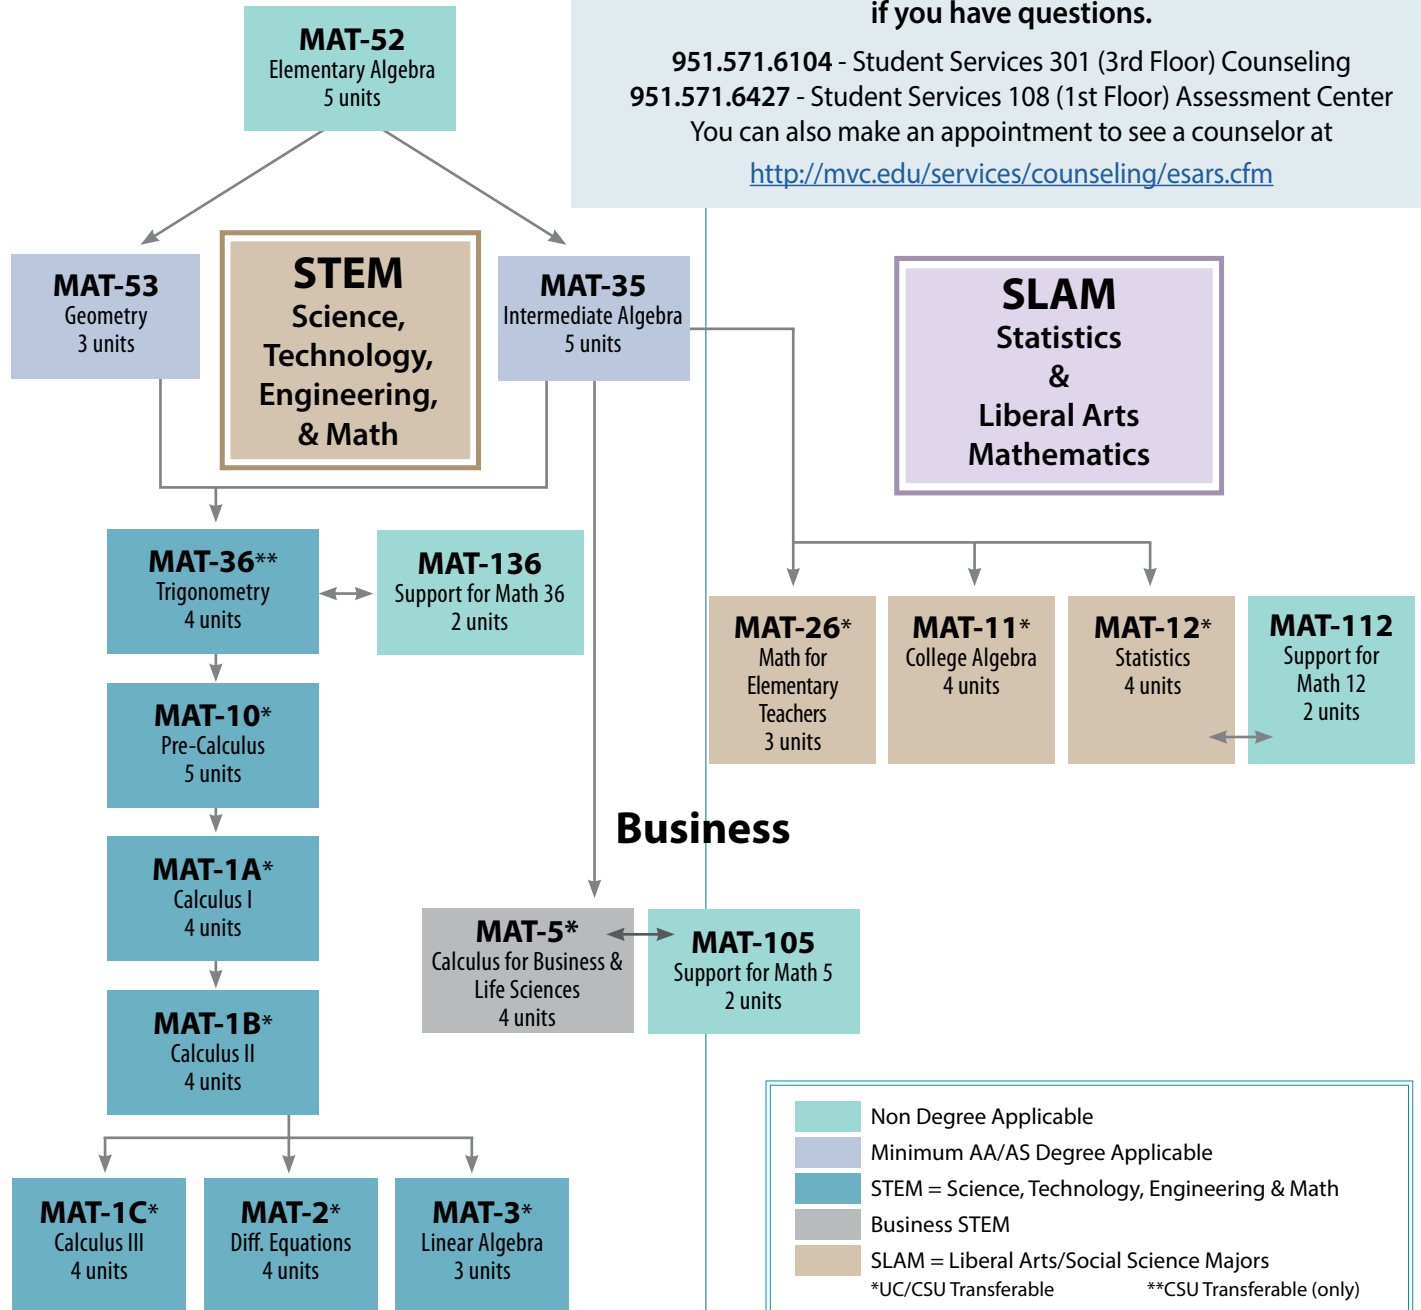 if you have questions.
951.571.6104 - Student Services 301 (3rd Floor) Counseling
951.571.6427 - Student Services 108 (1st Floor) Assessment Center
You can also make an appointment to see a counselor at
http://mvc.edu/services/counseling/esars.cfm
MAT-52
Elementary Algebra
5 units
MAT-53
Geometry
3 units
STEM
Science,
Technology,
Engineering,
& Math
MAT-35
Intermediate Algebra
5 units
SLAM
Statistics
&
Liberal Arts
Mathematics
MAT-36**
Trigonometry
4 units
MAT-136
Support for Math 36
2 units
MAT-26*
Math for
Elementary
Teachers
3 units
MAT-11*
College Algebra
4 units
MAT-12*
Statistics
4 units
MAT-112
Support for
Math 12
2 units
MAT-10*
Pre-Calculus
5 units
Business
MAT-1A*
Calculus I
4 units
MAT-5*
Calculus for Business &
Life Sciences
4 units
MAT-105
Support for Math 5
2 units
MAT-1B*
Calculus II
4 units
MAT-1C*
Calculus III
4 units
MAT-2*
Diff. Equations
4 units
MAT-3*
Linear Algebra
3 units
Non Degree Applicable
Minimum AA/AS Degree Applicable
STEM = Science, Technology, Engineering & Math
Business STEM
SLAM = Liberal Arts/Social Science Majors
*UC/CSU Transferable **CSU Transferable (only)